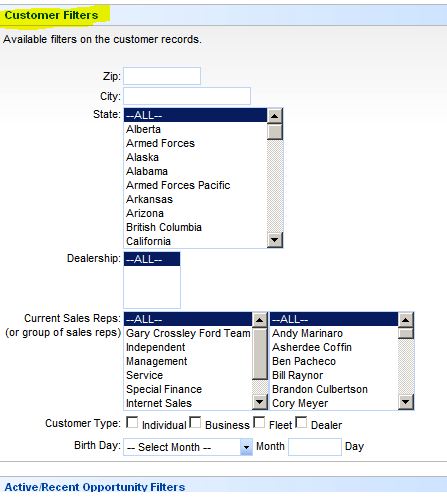 Customer Filters
Available filters on the customer records.
Zip:
City:
State: --ALL--
Alberta
Armed Forces
Alaska
Alabama
Armed Forces Pacific
Arkansas
Arizona
British Columbia
California
Dealership: --ALL--
Current Sales Reps: --ALL-- --ALL--
(or group of sales reps) Gary Crossley Ford Team Andy Marinaro
Independent Asherdee Coffin
Management Ben Pacheco
Service Bill Raynor
Special Finance Brandon Culbertson
Internet Sales Cory Meyer
Customer Type: Individual Business Fleet Dealer
Birth Day: -- Select Month -- Month Day
Active/Recent Opportunity Filters